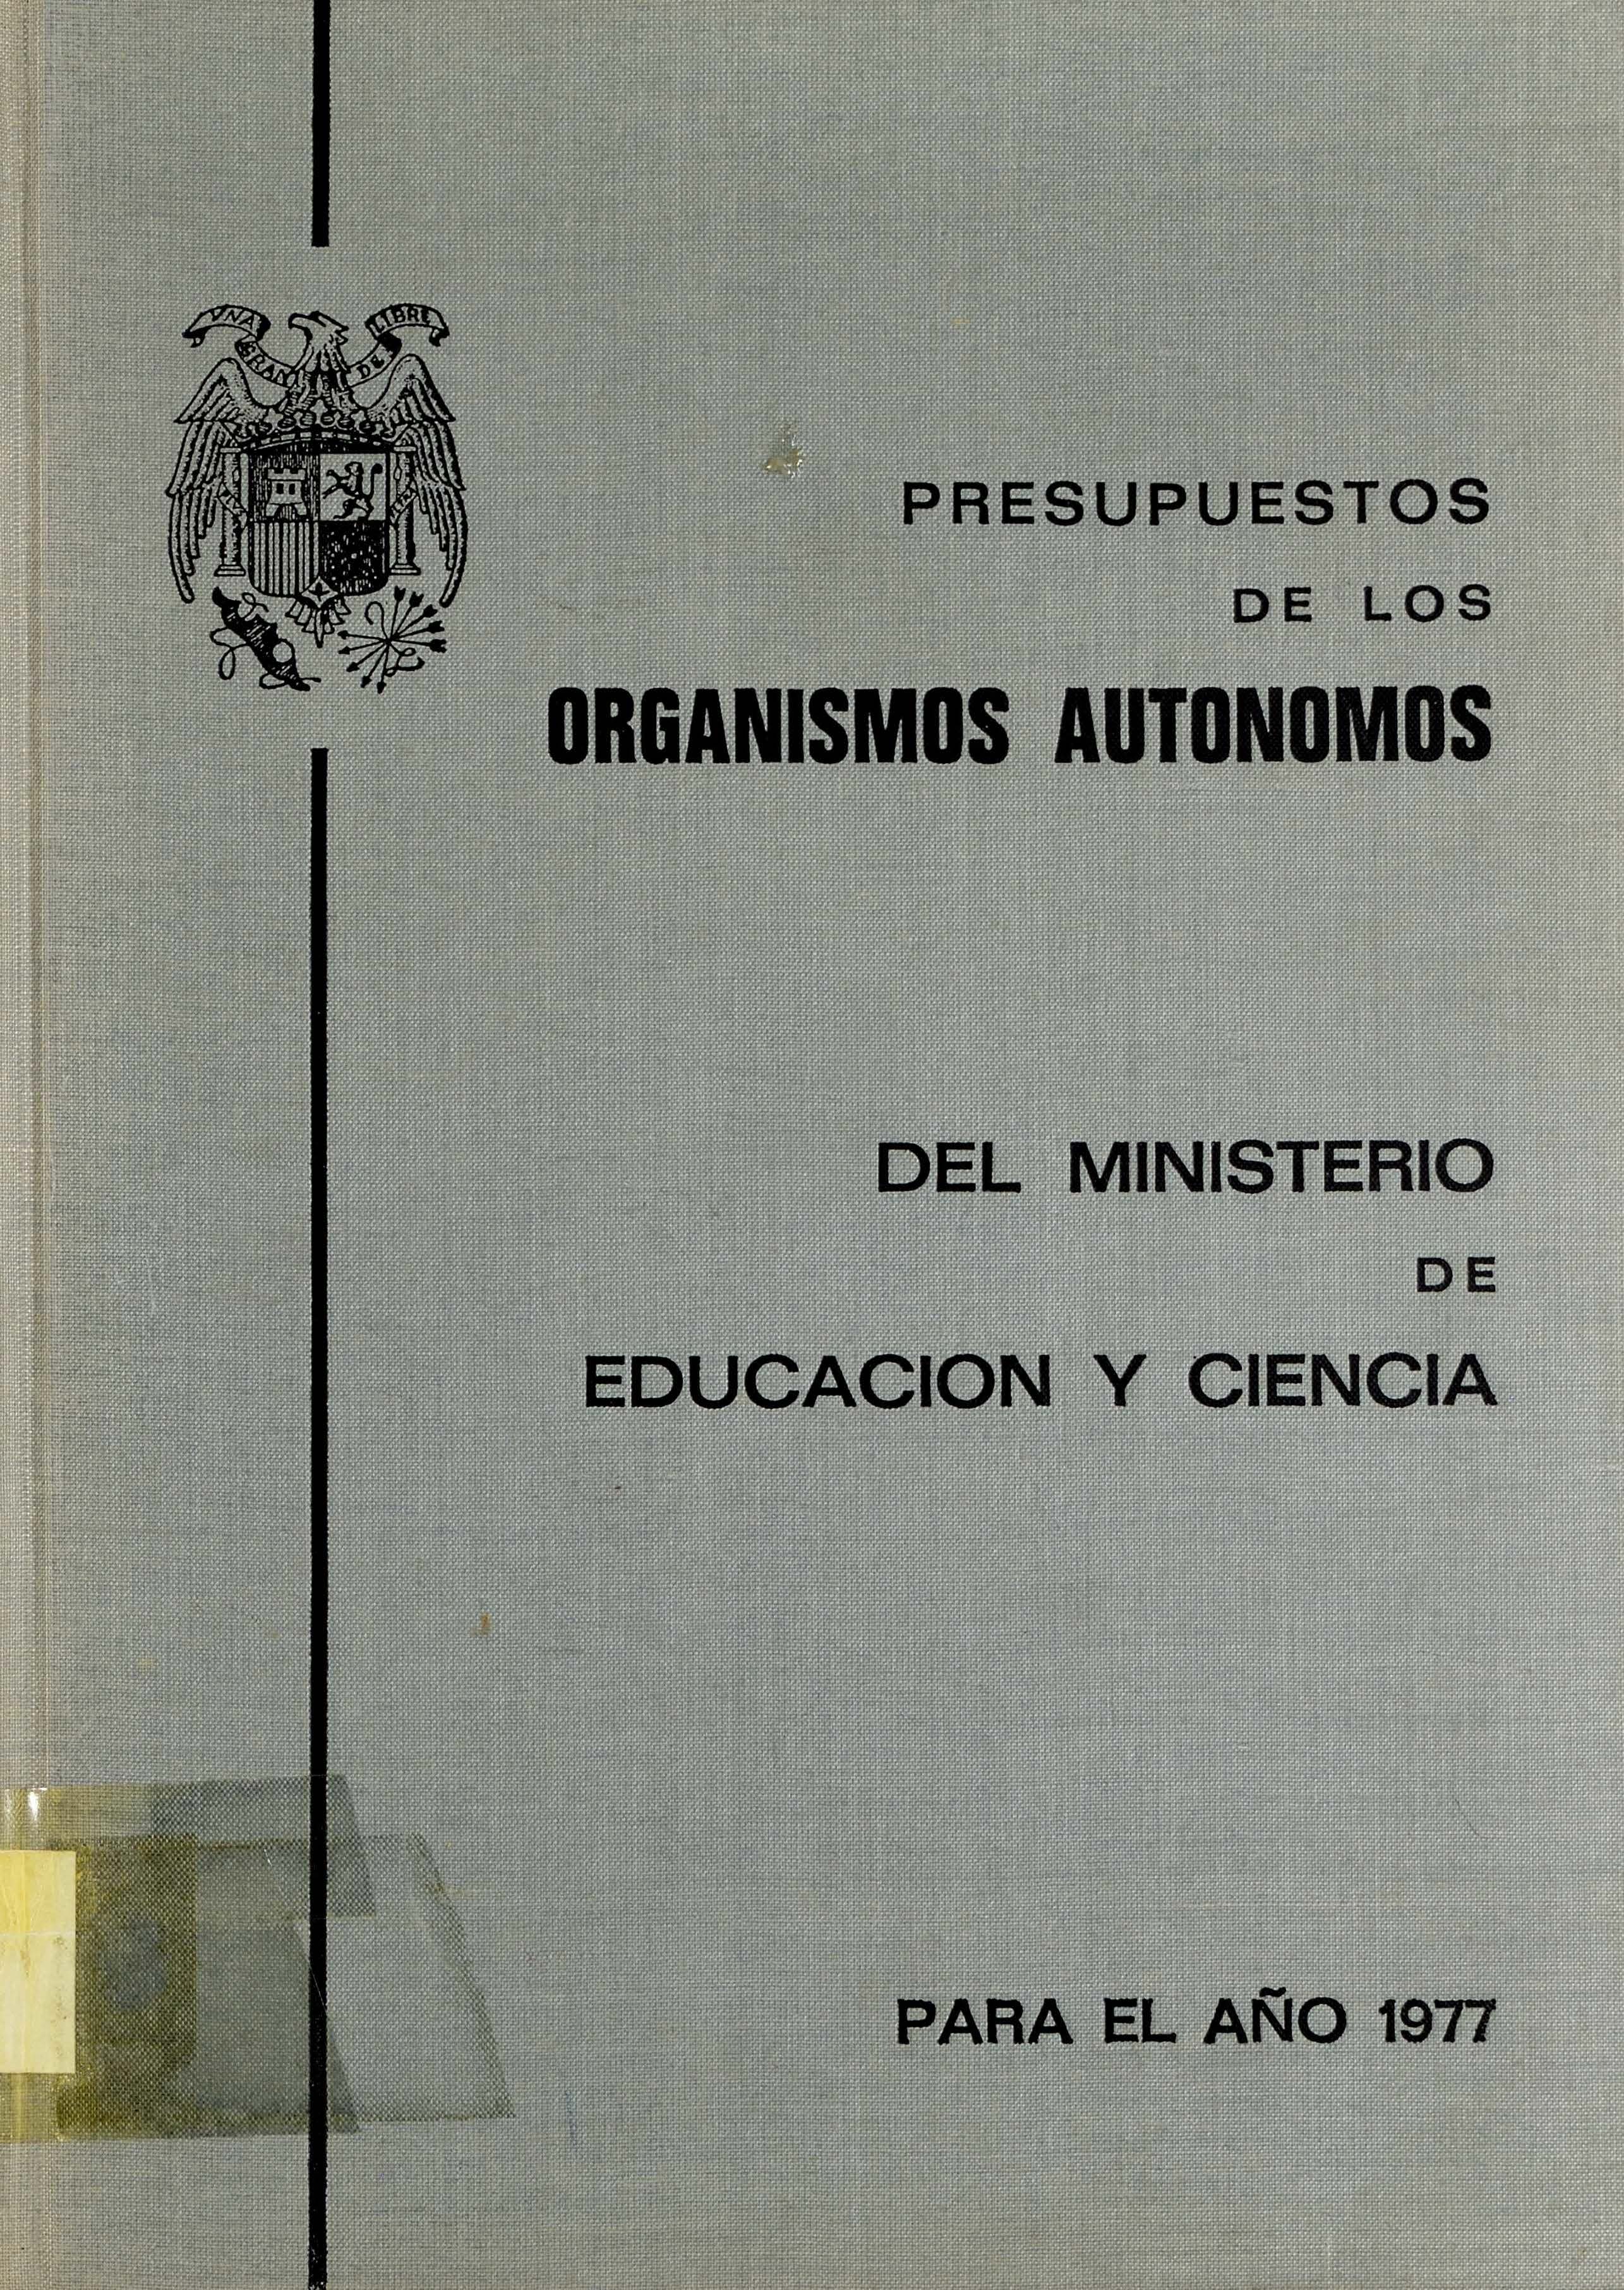 VNA
GRANDE
LIBRE
PRESUPUESTOS
DE LOS
ORGANISMOS AUTONOMOS
DEL MINISTERIO
DE
EDUCACION Y CIENCIA
PARA EL AÑO 1977